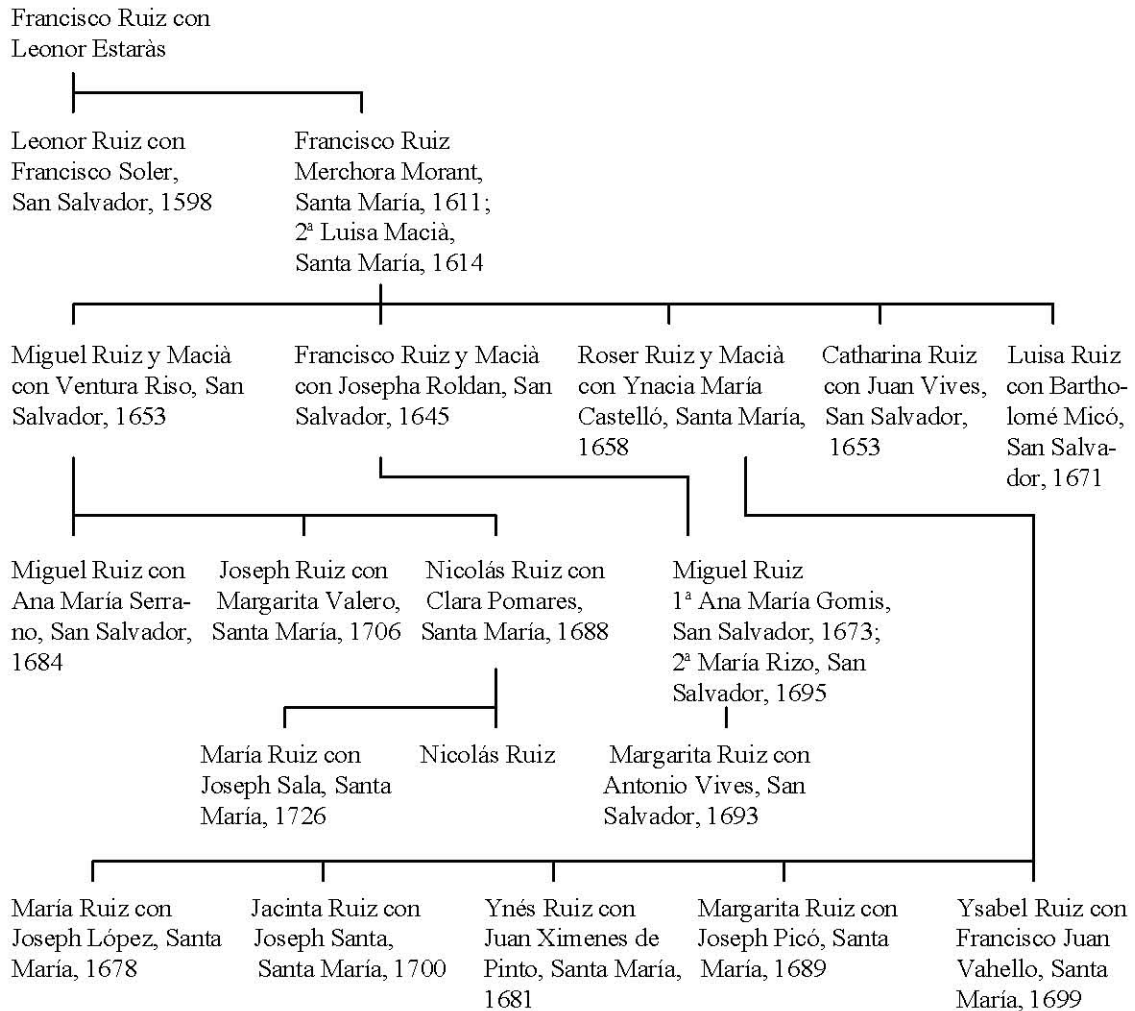 Francisco Ruiz con
Leonor Estaràs
Leonor Ruiz con
Francisco Soler,
San Salvador, 1598
Francisco Ruiz
Merchora Morant,
Santa María, 1611;
2ª Luisa Macià,
Santa María, 1614
Miguel Ruiz y Macià
con Ventura Riso, San
Salvador, 1653
Francisco Ruiz y Macià
con Josepha Roldan, San
Salvador, 1645
Roser Ruiz y Macià
con Ynacia María
Castelló, Santa María,
1658
Catharina Ruiz
con Juan Vives,
San Salvador,
1653
Luisa Ruiz
con Bartho-
lomé Micó,
San Salva-
dor, 1671
Miguel Ruiz con
Ana María Serra-
no, San Salvador,
1684
Joseph Ruiz con
Margarita Valero,
Santa María, 1706
Nicolás Ruiz con
Clara Pomares,
Santa María, 1688
Miguel Ruiz
1ª Ana María Gomis,
San Salvador, 1673;
2ª María Rizo, San
Salvador, 1695
María Ruiz con
Joseph Sala, Santa
María, 1726
Nicolás Ruiz
Margarita Ruiz con
Antonio Vives, San
Salvador, 1693
María Ruiz con
Joseph López, Santa
María, 1678
Jacinta Ruiz con
Joseph Santa,
Santa María, 1700
Ynés Ruiz con
Juan Ximenes de
Pinto, Santa María,
1681
Margarita Ruiz con
Joseph Picó, Santa
María, 1689
Ysabel Ruiz con
Francisco Juan
Vahello, Santa
María, 1699